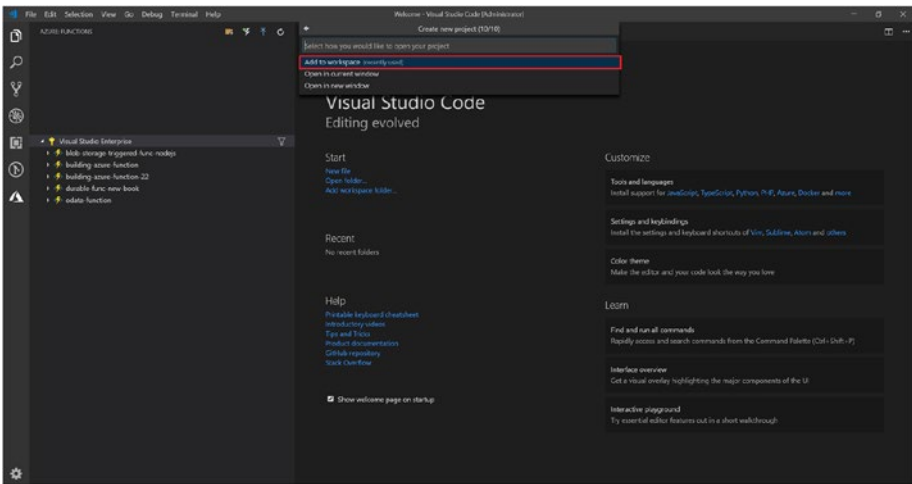 File Edit Selection View Go Debug Terminal Help
Welcome - Visual Studio Code [Administrator]
AZURE: FUNCTIONS
Create new project (10/10)
Select how you would like to open your project
Add to workspace (recently used)
Open in current window
Open in new window
Visual Studio Code
Editing evolved
Visual Studio Enterprise
blob-storage-triggered-func-nodejs
building-azure-function
building-azure-function-22
durable-func-new-book
odata-function
Start
New file
Open folder...
Add workspace folder...
Recent
No recent folders
Help
Printable keyboard cheatsheet
Introductory videos
Tips and Tricks
Product documentation
GitHub repository
Stack Overflow
Show welcome page on startup
Customize
Tools and languages
Install support for JavaScript, TypeScript, Python, PHP, Azure, Docker and more
Settings and keybindings
Install the settings and keyboard shortcuts of Vim, Sublime, Atom and others
Color theme
Make the editor and your code look the way you love
Learn
Find and run all commands
Rapidly access and search commands from the Command Palette (Ctrl+Shift+P)
Interface overview
Get a visual overlay highlighting the major components of the UI
Interactive playground
Try essential editor features out in a short walkthrough